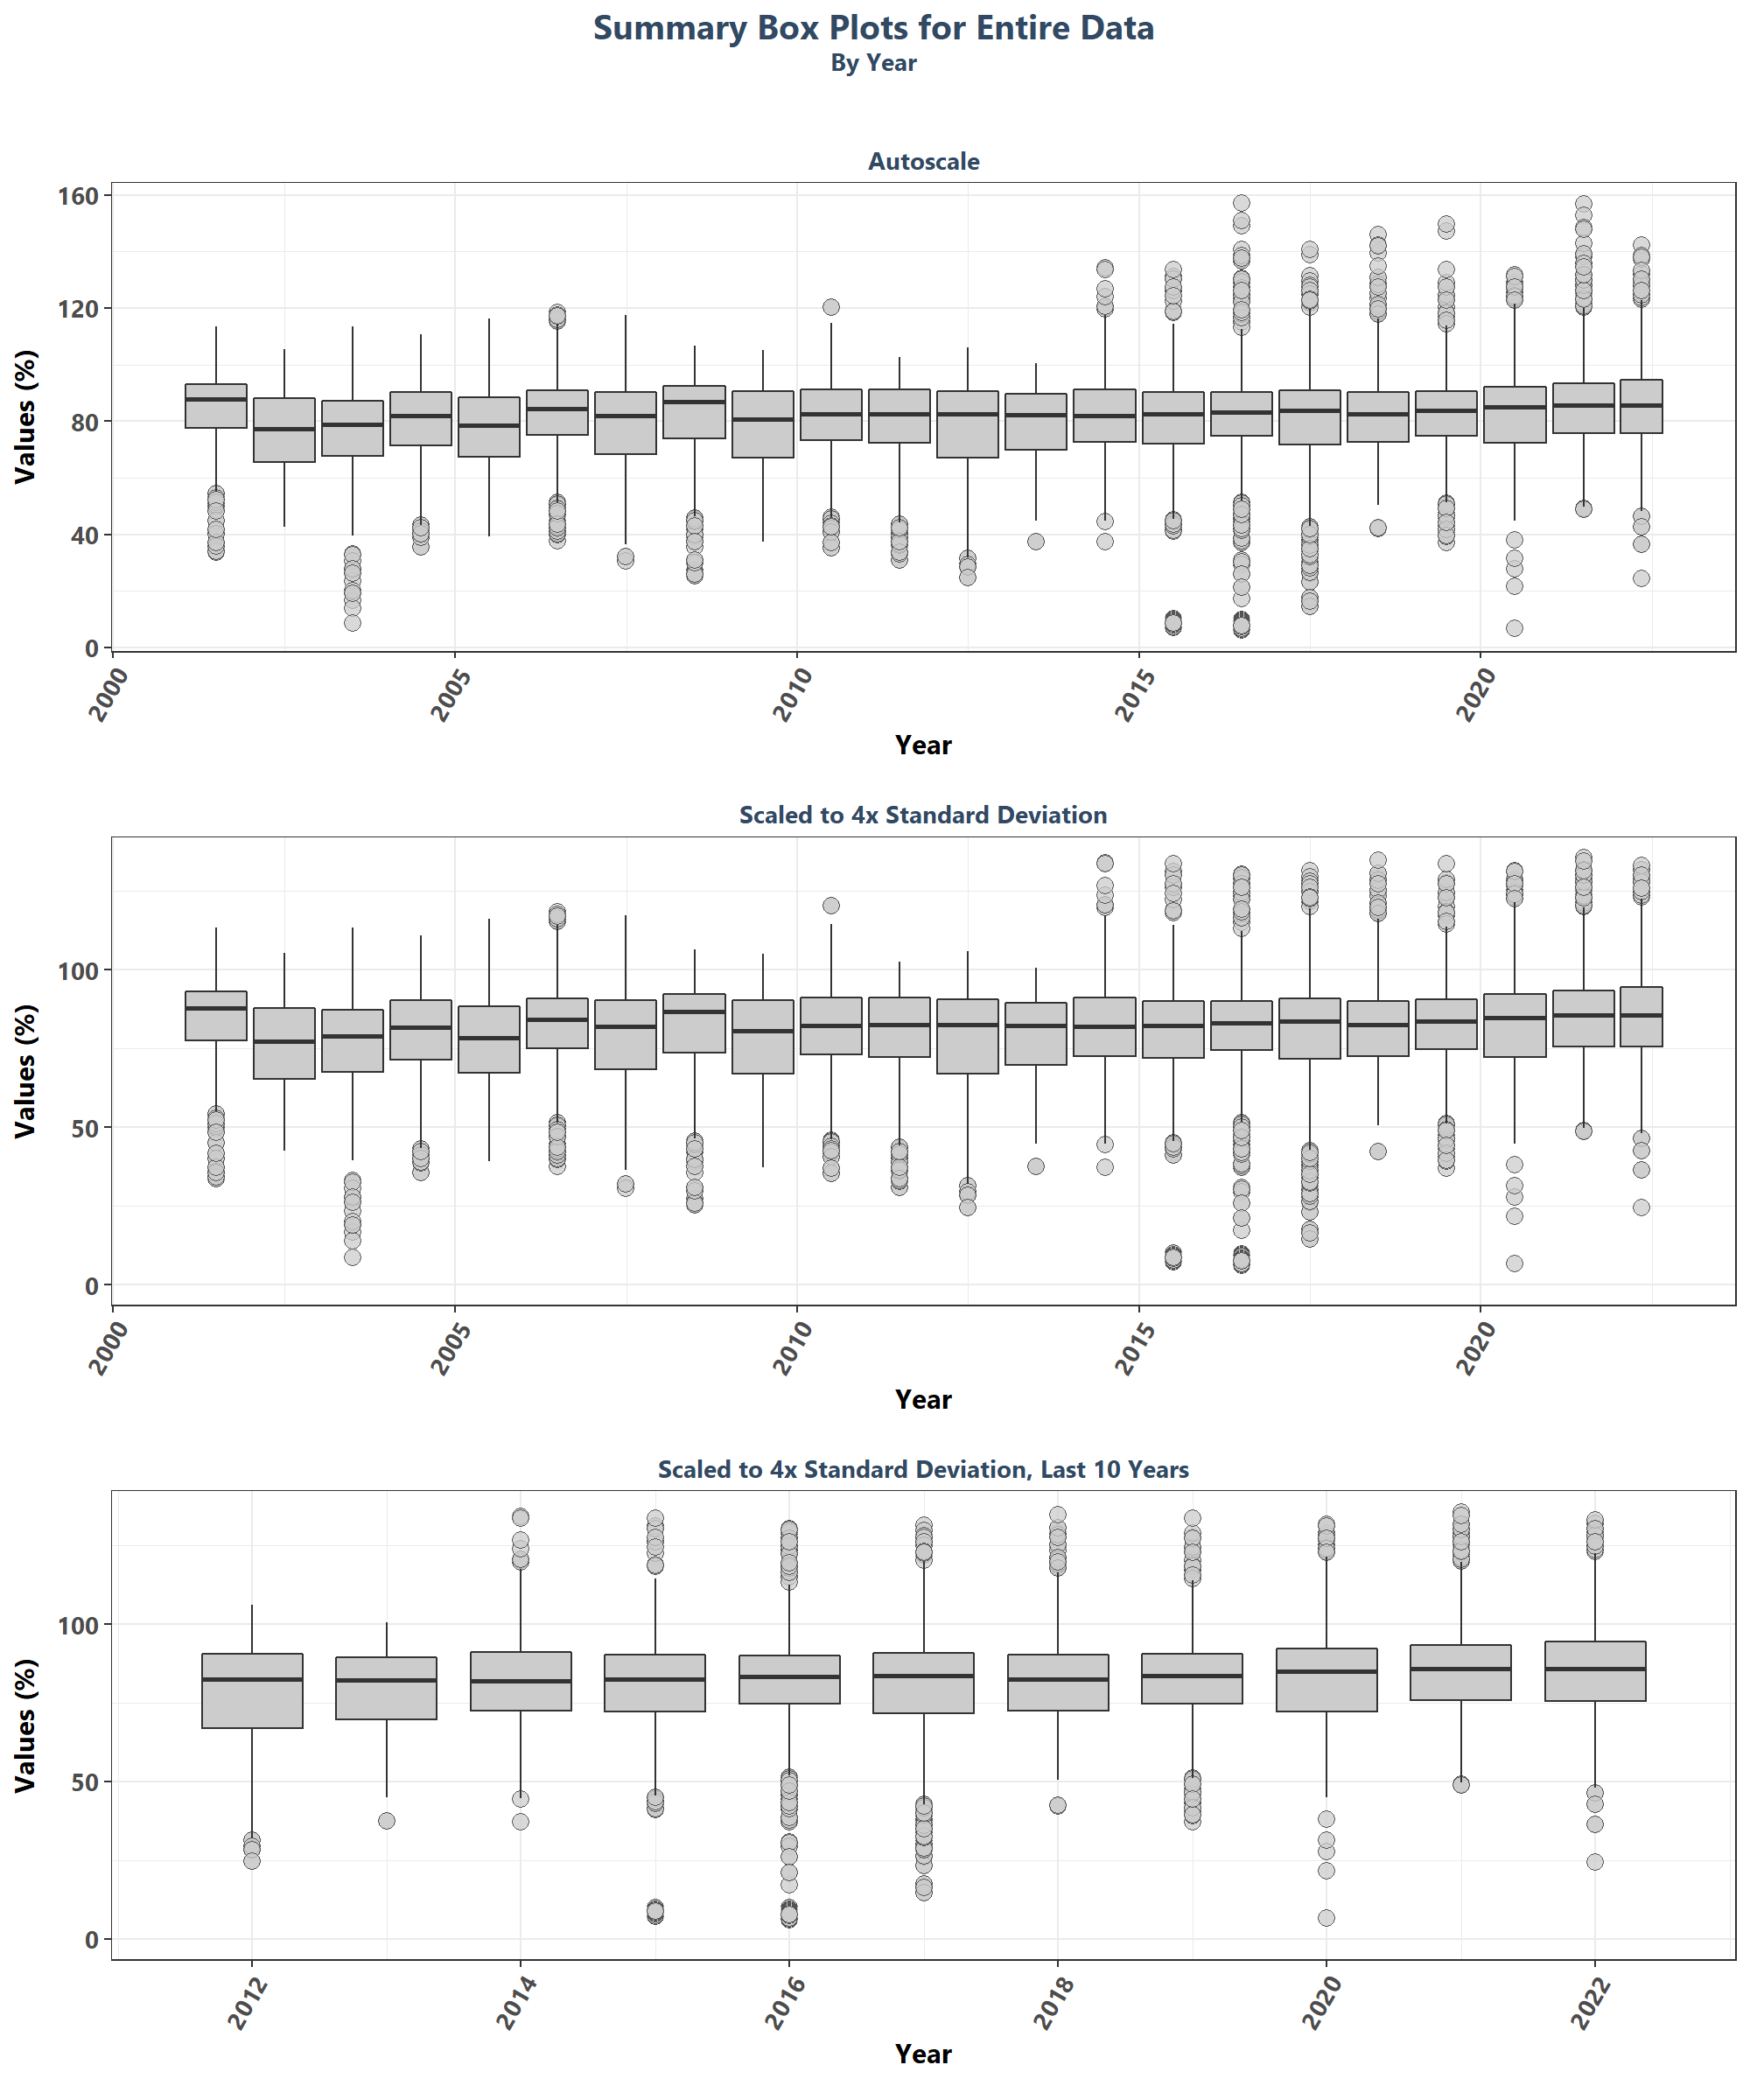 Summary Box Plots for Entire Data
By Year
Autoscale
160
120
80
40
0
Values (%)
2000 2005 2010 2015 2020
Year
Scaled to 4x Standard Deviation
100
50
0
Values (%)
2000 2005 2010 2015 2020
Year
Scaled to 4x Standard Deviation, Last 10 Years
100
50
0
Values (%)
2012 2014 2016 2018 2020 2022
Year